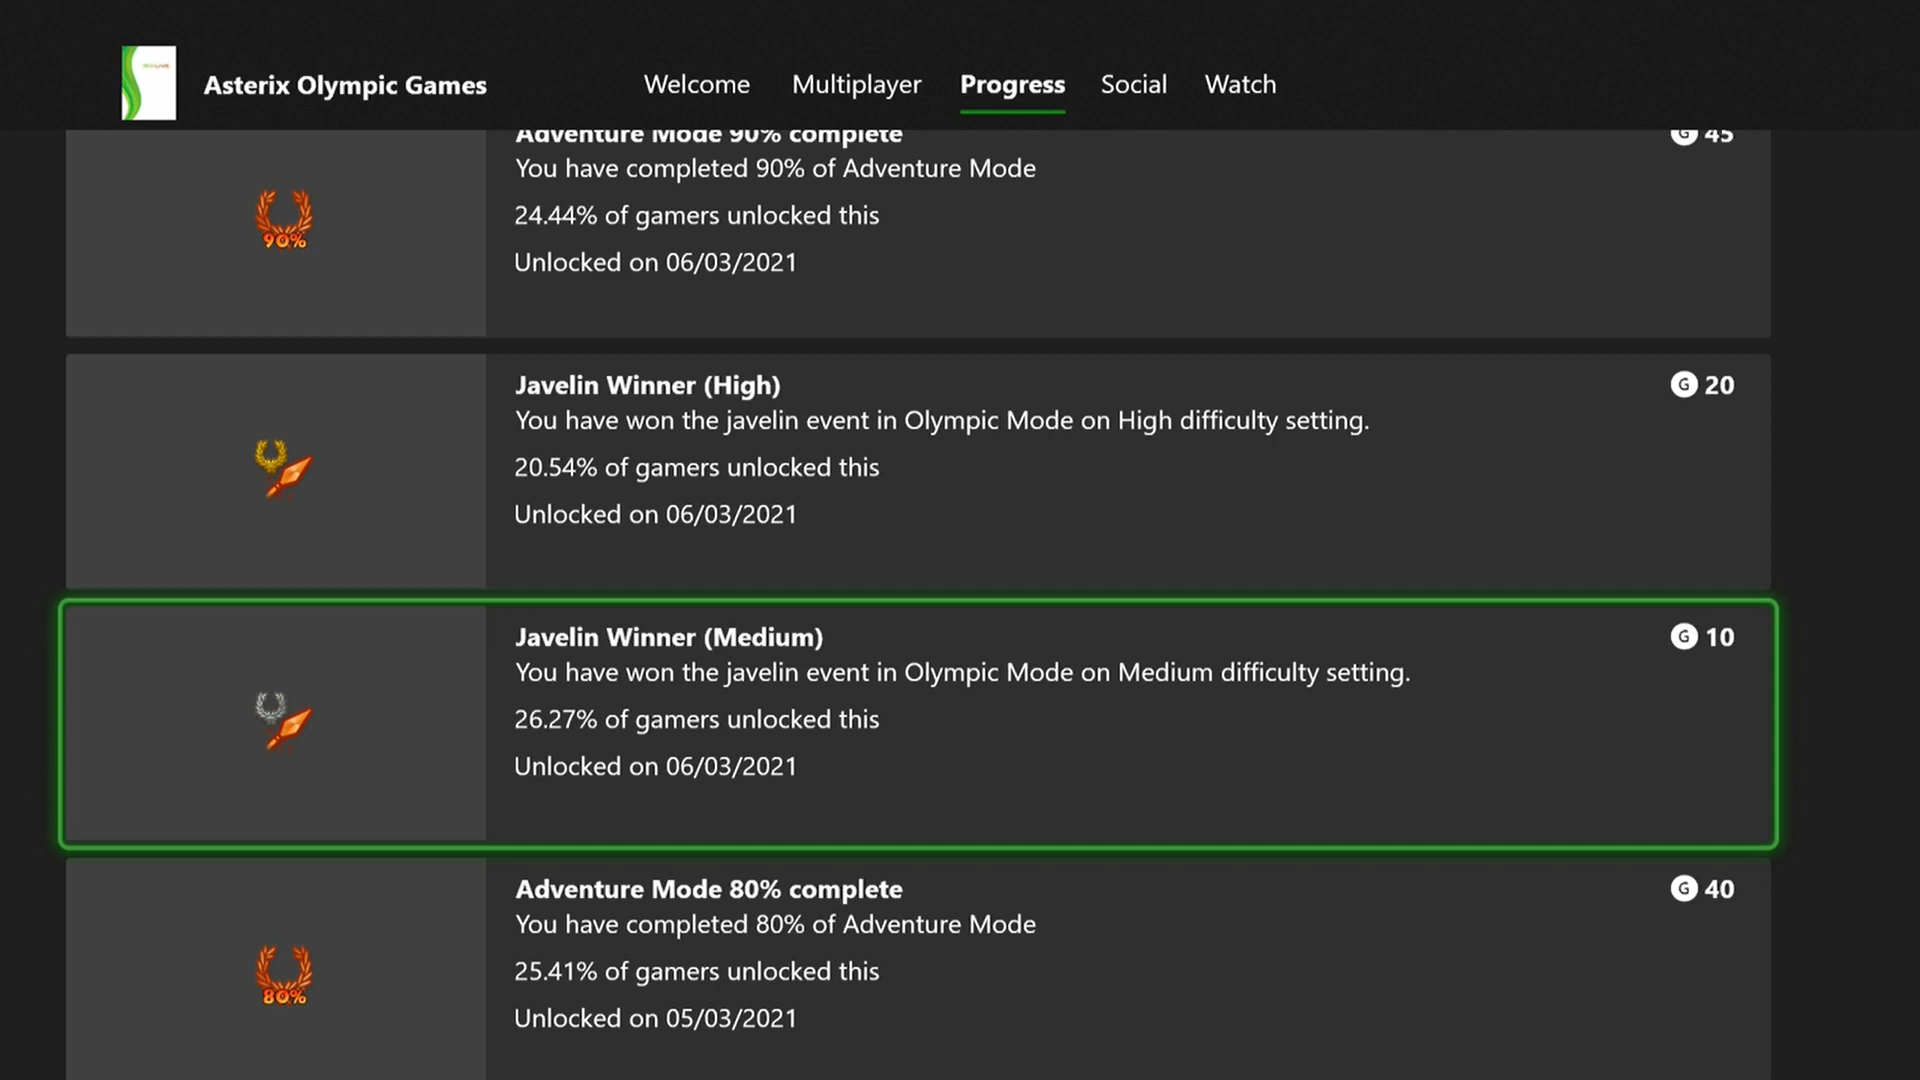 Asterix Olympic Games
Welcome Multiplayer Progress Social Watch
Adventure Mode 90% complete
G 45
You have completed 90% of Adventure Mode
24.44% of gamers unlocked this
Unlocked on 06/03/2021
90%
Javelin Winner (High)
G 20
You have won the javelin event in Olympic Mode on High difficulty setting.
20.54% of gamers unlocked this
Unlocked on 06/03/2021
Javelin Winner (Medium)
G 10
You have won the javelin event in Olympic Mode on Medium difficulty setting.
26.27% of gamers unlocked this
Unlocked on 06/03/2021
Adventure Mode 80% complete
G 40
You have completed 80% of Adventure Mode
25.41% of gamers unlocked this
Unlocked on 05/03/2021
80%